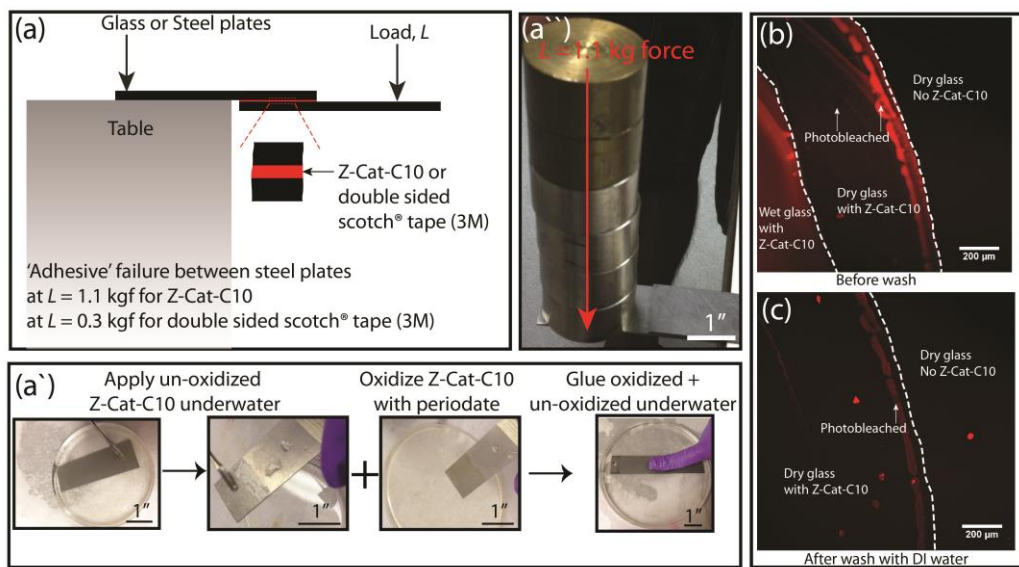 (a)
Glass or Steel plates
Load, L
Table
Z-Cat-C10 or
double sided
scotch® tape (3M)
'Adhesive' failure between steel plates
at L = 1.1 kgf for Z-Cat-C10
at L = 0.3 kgf for double sided scotch® tape (3M)
(a``)
L = 1.1 kg force
1"
(a`)
Apply un-oxidized
Z-Cat-C10 underwater
Oxidize Z-Cat-C10
with periodate
Glue oxidized +
un-oxidized underwater
1"
1"
1"
1"
(b)
Dry glass
No Z-Cat-C10
Photobleached
Dry glass
with Z-Cat-C10
Wet glass
with
Z-Cat-C10
200 μm
Before wash
(c)
Dry glass
No Z-Cat-C10
Photobleached
Dry glass
with Z-Cat-C10
200 μm
After wash with DI water